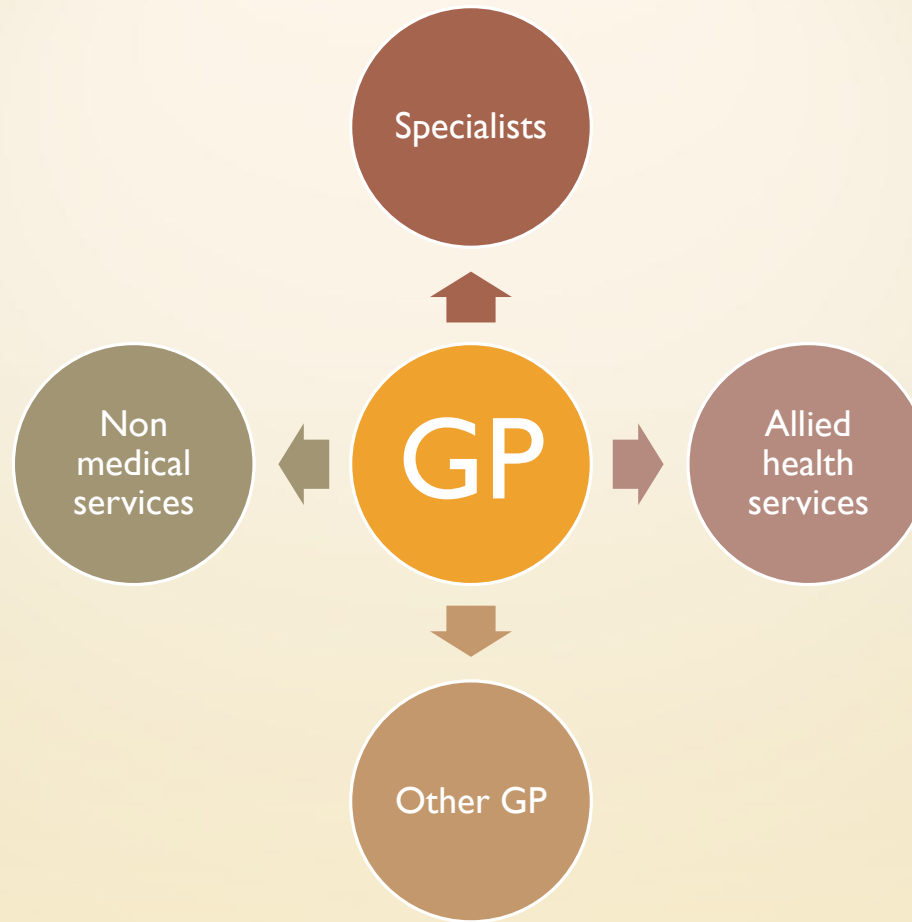 Specialists
Non
medical
services
GP
Allied
health
services
Other GP